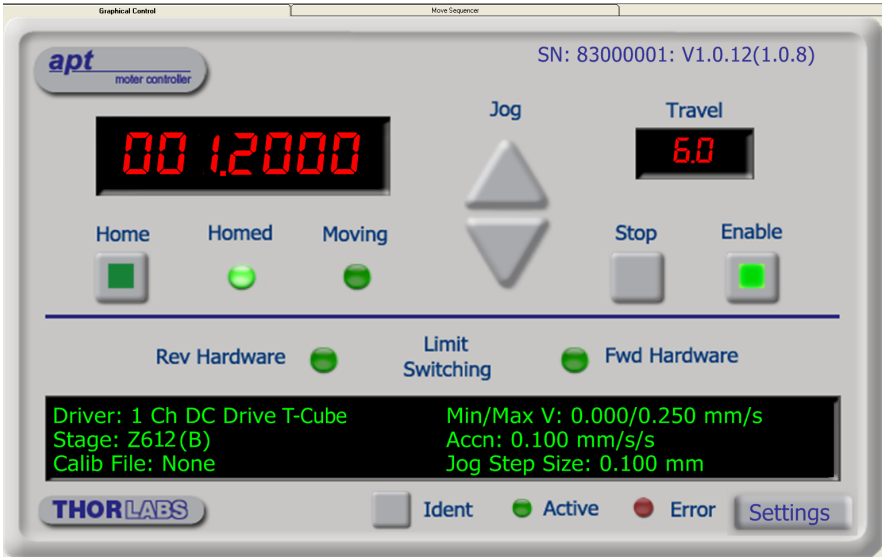 Graphical Control
Move Sequencer
apt
moter controller
SN: 83000001: V1.0.12(1.0.8)
001.2000
Jog
Travel
6.0
Home
Homed
Moving
Stop
Enable
Rev Hardware
Limit
Switching
Fwd Hardware
Driver: 1 Ch DC Drive T-Cube
Stage: Z612(B)
Calib File: None
Min/Max V: 0.000/0.250 mm/s
Accn: 0.100 mm/s/s
Jog Step Size: 0.100 mm
THORLABS
Ident
Active
Error
Settings